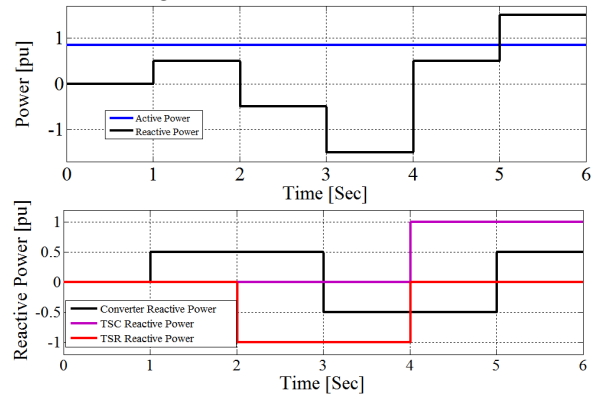 Power [pu]
1
0
-1
Active Power
Reactive Power
0 1 2 3 4 5 6
Time [Sec]
Reactive Power [pu]
1
0.5
0
-0.5
-1
Converter Reactive Power
TSC Reactive Power
TSR Reactive Power
0 1 2 3 4 5 6
Time [Sec]